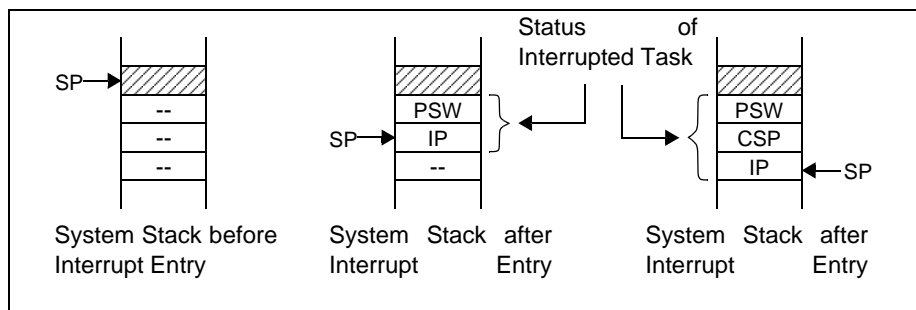 Status of
Interrupted Task
SP
--
--
--
SP
PSW
IP
--
PSW
CSP
IP
SP
System Stack before
Interrupt Entry
System Stack after
Interrupt Entry
System Stack after
Interrupt Entry